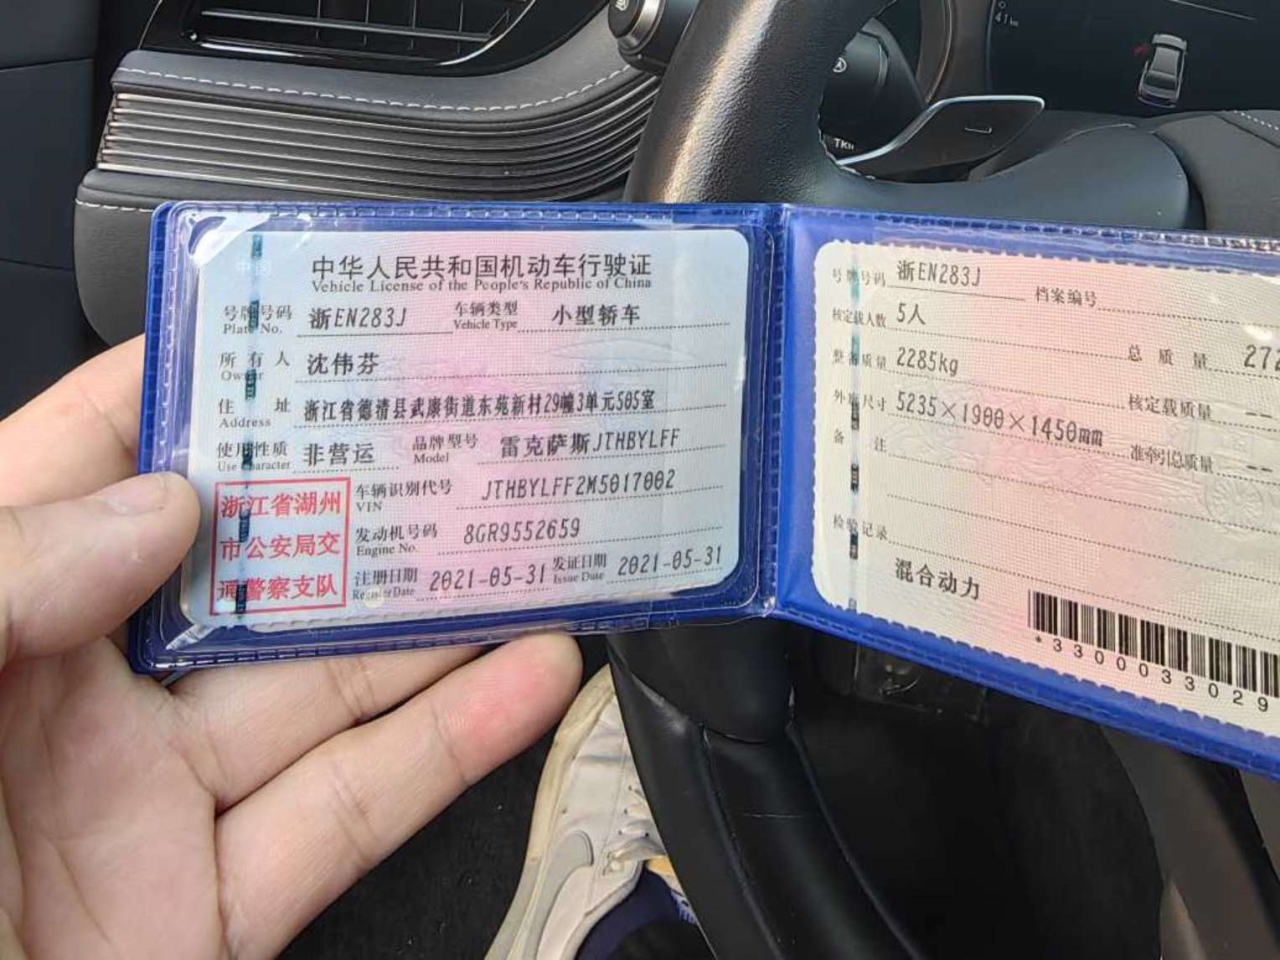 中华人民共和国机动车行驶证
Vehicle License of the People's Republic of China
号牌号码 浙EN283J 车辆类型 小型轿车
Plate No. Vehicle Type
所有人 沈伟芬
Owner
住址 浙江省德清县武康街道东苑新村29幢3单元505室
Address
使用性质 非营运 品牌型号 雷克萨斯JTHBYLFF
Use Character Model
车辆识别代号 JTHBYLFF2M5017002
VIN
发动机号码 8GR9552659
Engine No.
注册日期 2021-05-31 发证日期 2021-05-31
Register Date Issue Date
浙江省湖州
市公安局交
通警察支队
号牌号码 浙EN283J 档案编号
核定载人数 5人 总质量 272
整备质量 2285kg 核定载质量 --
外廓尺寸 5235×1900×1450mm 准牵引总质量 --
备注
检验记录
混合动力
*3300033029